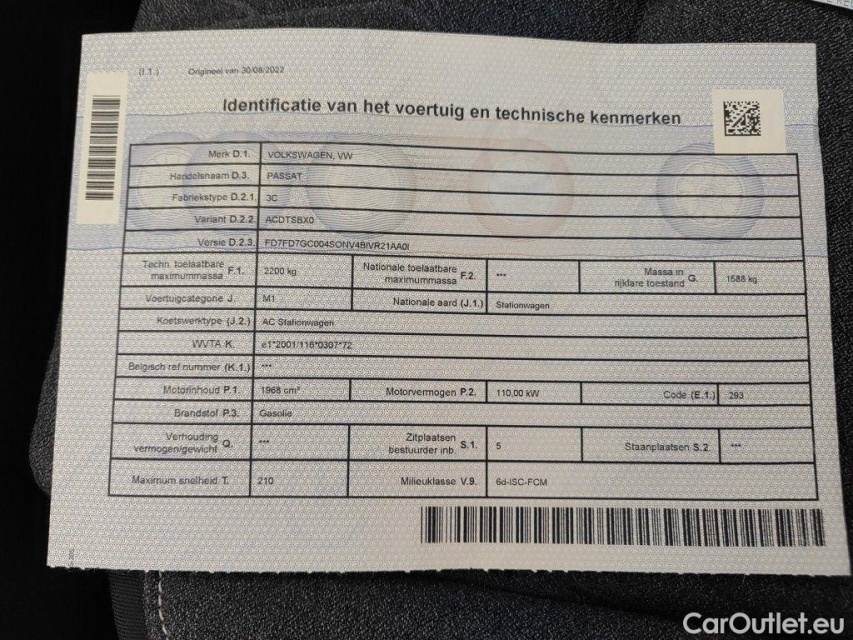 (I.1.) Origineel van 30/08/2022
Identificatie van het voertuig en technische kenmerken
Merk D.1. VOLKSWAGEN, VW
Handelsnaam D.3. PASSAT
Fabriekstype D.2.1. 3C
Variant D.2.2. ACDTSBX0
Versie D.2.3. FD7FD7GC004SONV4BIVR21AA0I
Techn. toelaatbare maximummassa F.1. 2200 kg Nationale toelaatbare maximummassa F.2. *** Massa in rijklare toestand G. 1588 kg
Voertuigcategorie J. M1 Nationale aard (J.1.) Stationwagen
Koetswerktype (J.2.) AC Stationwagen
WVTA K. e1*2001/116*0307*72
Belgisch ref nummer (K.1.) ***
Motorinhoud P.1. 1968 cm³ Motorvermogen P.2. 110,00 kW Code (E.1.) 293
Brandstof P.3. Gasolie
Verhouding vermogen/gewicht Q. *** Zitplaatsen bestuurder inb. S.1. 5 Staanplaatsen S.2. ***
Maximum snelheid T. 210 Milieuklasse V.9. 6d-ISC-FCM
CarOutlet.eu